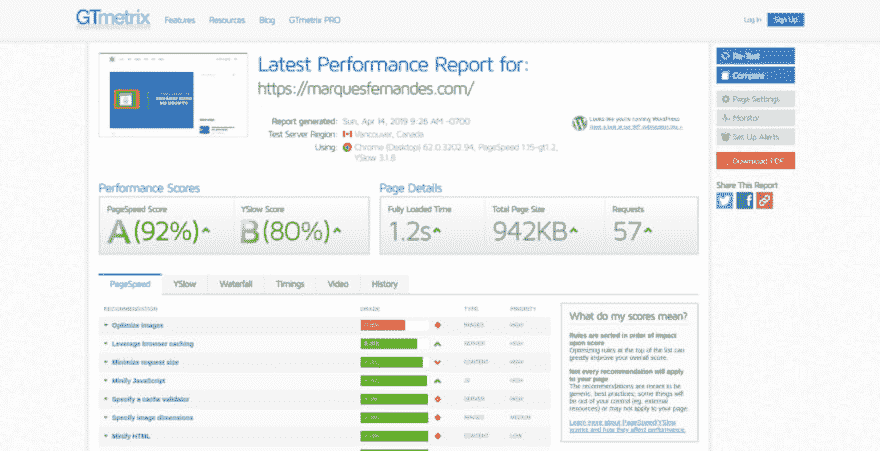 GTmetrix
Features
Resources
Blog
GTmetrix PRO
Log In
Sign Up
Latest Performance Report for:
https://marquesfernandes.com/
Report generated: Sun, Apr 14, 2019 9:26 AM -0700
Test Server Region: Vancouver, Canada
Using: Chrome (Desktop) 62.0.3202.94, PageSpeed 1.15-gt1.2,
YSlow 3.1.8
Looks like you're running WordPress
Re-Test
Compare
Page Settings
Monitor
Set Up Alerts
Download PDF
Share This Report
Performance Scores
PageSpeed Score
A (92%)
YSlow Score
B (80%)
Page Details
Fully Loaded Time
1.2s
Total Page Size
942KB
Requests
57
PageSpeed
YSlow
Waterfall
Timings
Video
History
RECOMMENDATION
GRADE
TYPE
PRIORITY
Optimize images
IMAGES
HIGH
Leverage browser caching
SERVER
HIGH
Minimize request size
CONTENT
HIGH
Minify JavaScript
JS
HIGH
Specify a cache validator
SERVER
HIGH
Specify image dimensions
IMAGES
MEDIUM
Minify HTML
CONTENT
LOW
What do my scores mean?
Rules are sorted in order of impact
upon score
Optimizing rules at the top of the list can
greatly improve your overall score.
Not every recommendation will apply
to your page
The recommendations are meant to be
generic, best practices; some things
will be out of your control (eg. external
resources) or may not apply to your page.
Learn more about PageSpeed/YSlow
scores and how they affect performance.